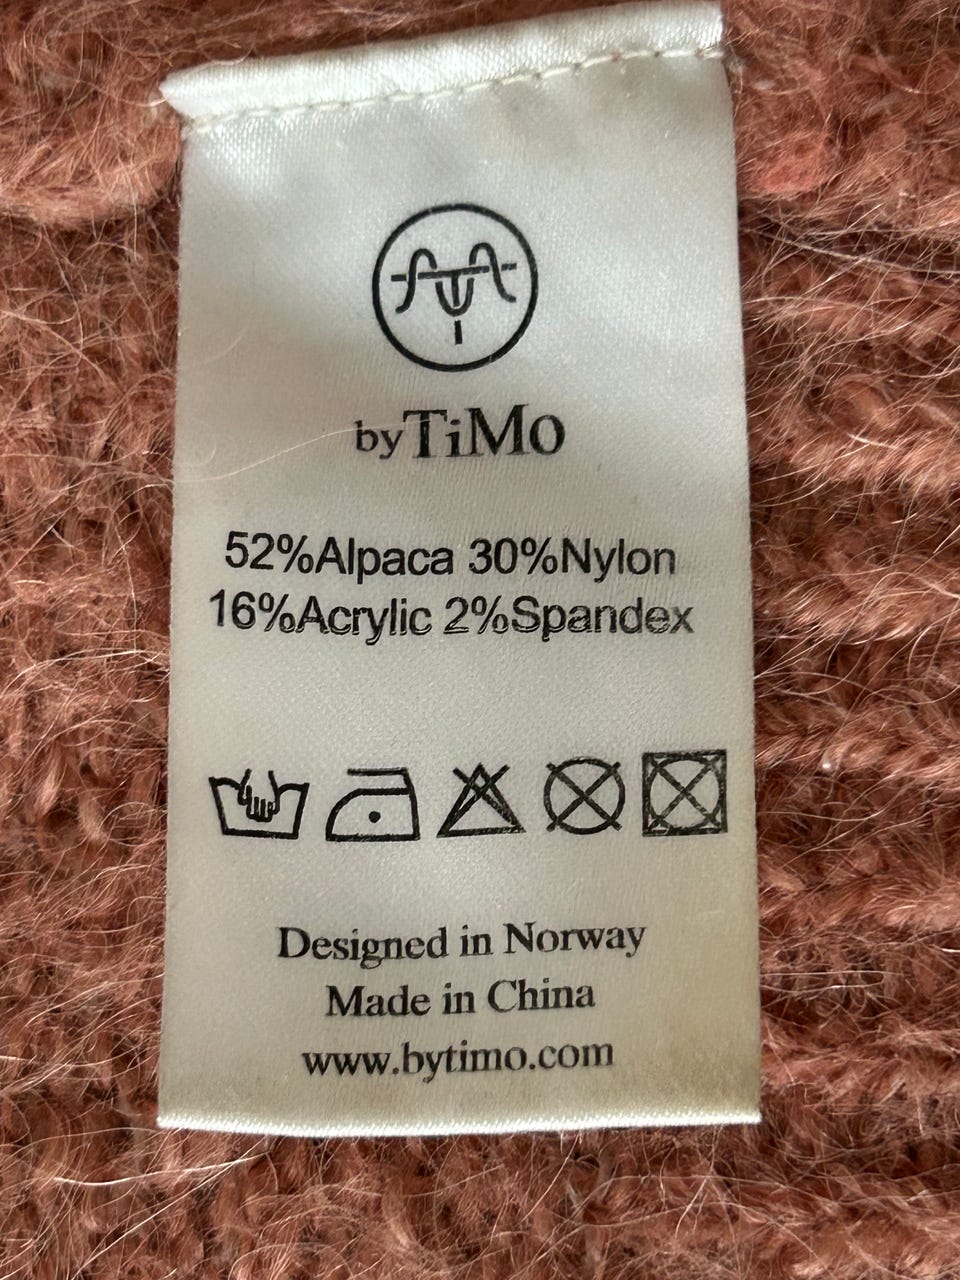 byTiMo
52%Alpaca 30%Nylon
16%Acrylic 2%Spandex
Designed in Norway
Made in China
www.bytimo.com